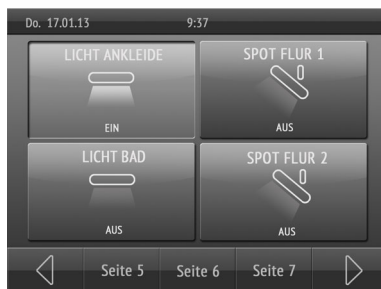 Do. 17.01.13 9:37
LICHT ANKLEIDE
EIN
SPOT FLUR 1
AUS
LICHT BAD
AUS
SPOT FLUR 2
AUS
Seite 5 Seite 6 Seite 7